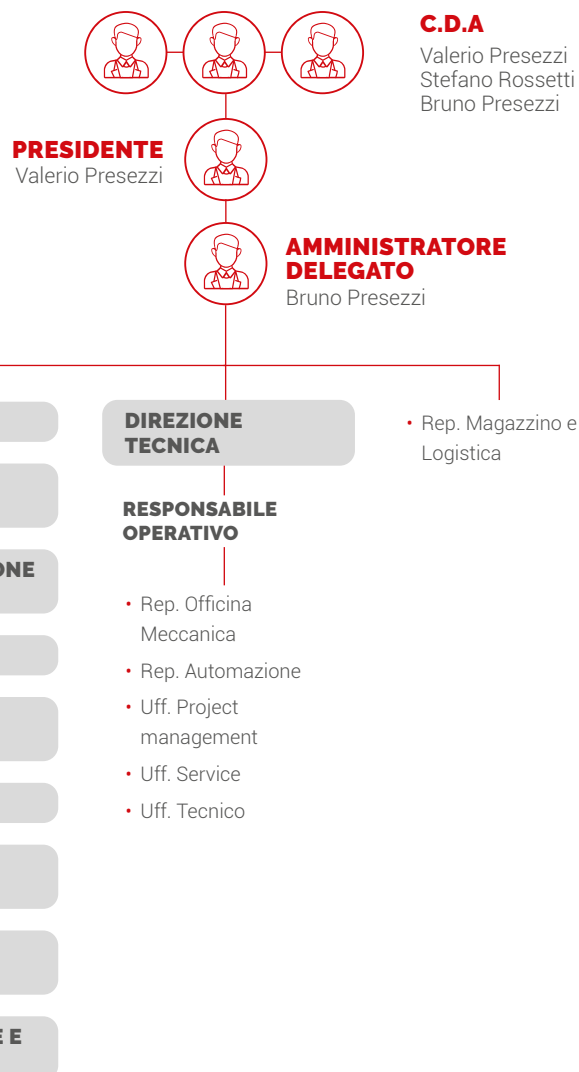 C.D.A
Valerio Presezzi
Stefano Rossetti
Bruno Presezzi
PRESIDENTE
Valerio Presezzi
AMMINISTRATORE
DELEGATO
Bruno Presezzi
DIREZIONE
TECNICA
RESPONSABILE
OPERATIVO
• Rep. Officina
Meccanica
• Rep. Automazione
• Uff. Project
management
• Uff. Service
• Uff. Tecnico
• Rep. Magazzino e
Logistica
E E